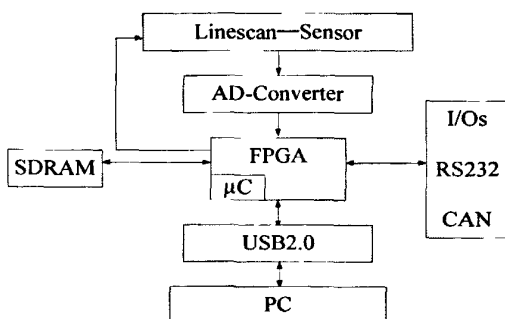 Linescan—Sensor
AD-Converter
I/Os
FPGA
SDRAM
RS232
μC
CAN
USB2.0
PC